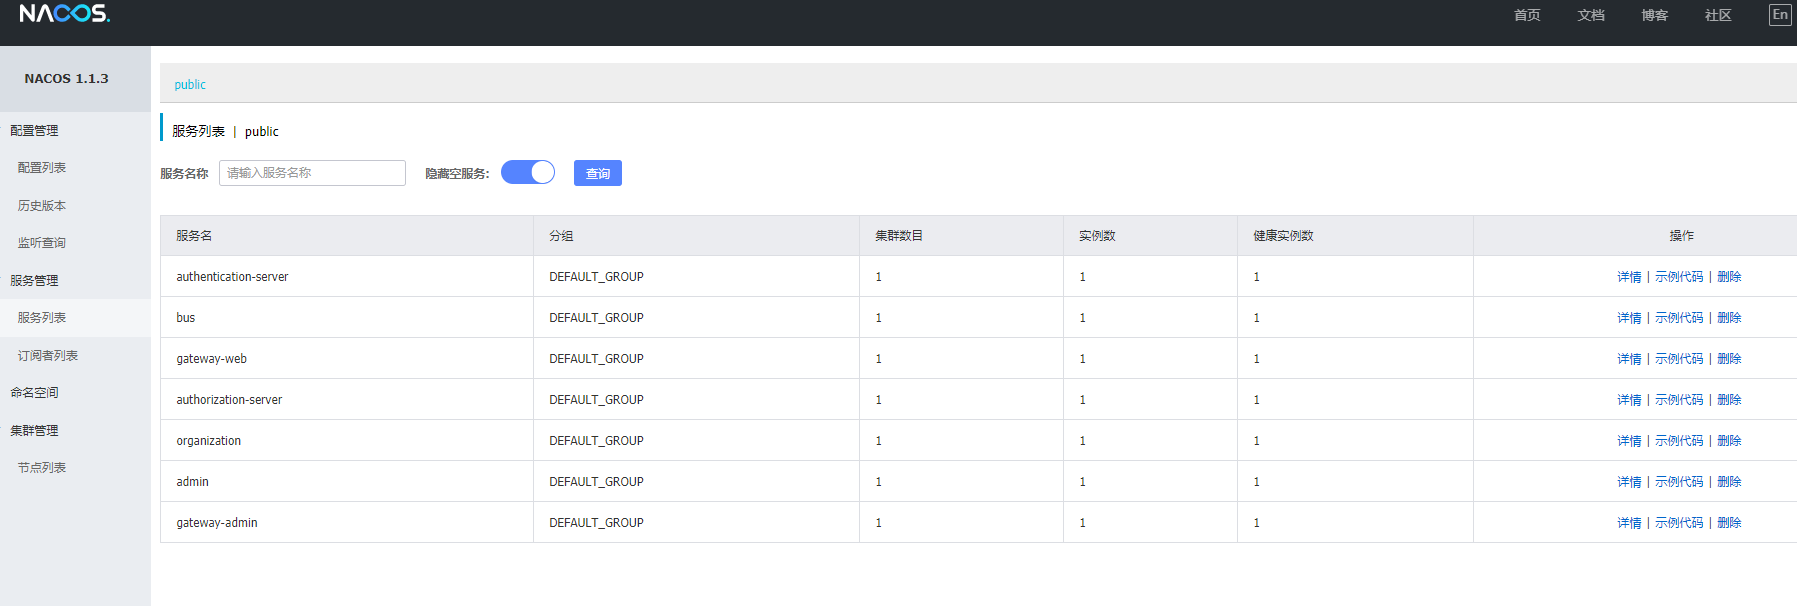 NACOS.
首页 文档 博客 社区 En
NACOS 1.1.3
配置管理
配置列表
历史版本
监听查询
服务管理
服务列表
订阅者列表
命名空间
集群管理
节点列表
public
服务列表 | public
服务名称 请输入服务名称 隐藏空服务: 查询
服务名 分组 集群数目 实例数 健康实例数 操作
authentication-server DEFAULT_GROUP 1 1 1 详情 | 示例代码 | 删除
bus DEFAULT_GROUP 1 1 1 详情 | 示例代码 | 删除
gateway-web DEFAULT_GROUP 1 1 1 详情 | 示例代码 | 删除
authorization-server DEFAULT_GROUP 1 1 1 详情 | 示例代码 | 删除
organization DEFAULT_GROUP 1 1 1 详情 | 示例代码 | 删除
admin DEFAULT_GROUP 1 1 1 详情 | 示例代码 | 删除
gateway-admin DEFAULT_GROUP 1 1 1 详情 | 示例代码 | 删除